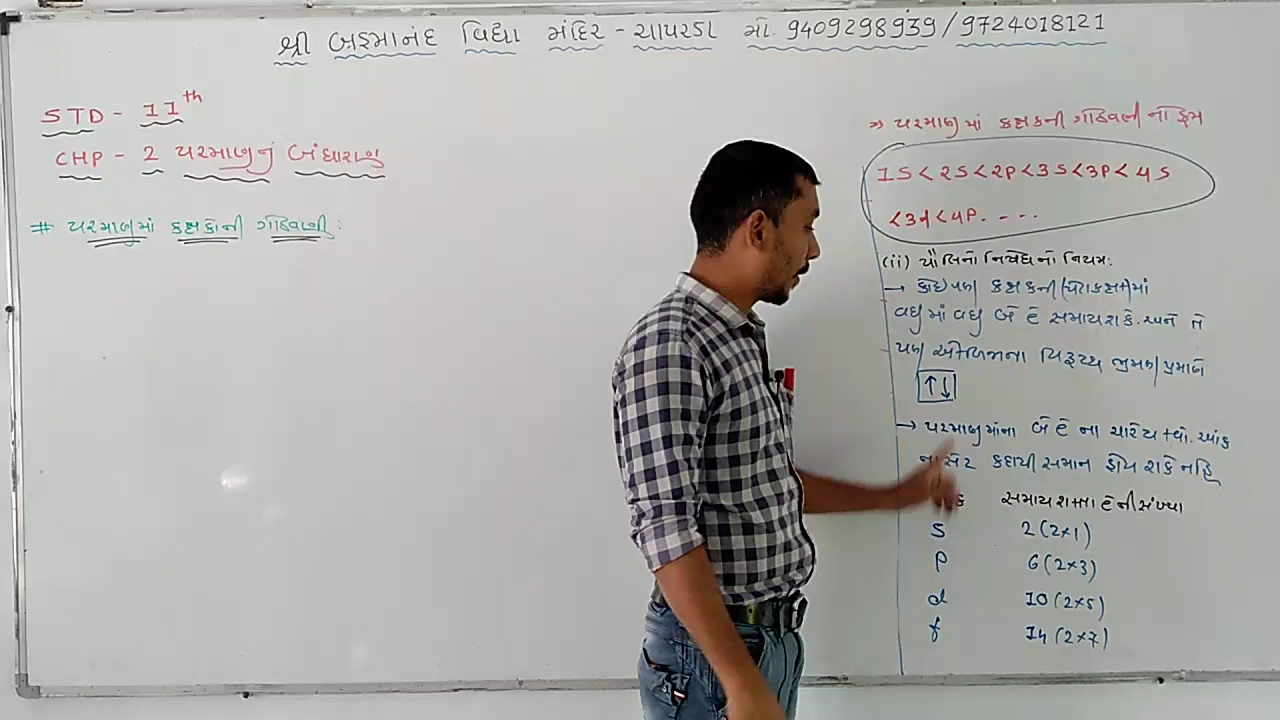 શ્રી બ્રહ્માનંદ વિદ્યા મંદિર - ચાપરડા મો. 9409298939 / 9724018121
STD - 11th
CHP - 2 પરમાણુનું બંધારણ
# પરમાણુમાં કક્ષકોની ગોઠવણી :
⇒ પરમાણુમાં કક્ષકની ગોઠવણીનો ક્રમ
1S < 2S < 2P < 3S < 3P < 4S
< 3d < 4P. - - -
(ii) પૌલિનો નિષેધનો નિયમ:
→ કોઈપણ કક્ષકની (પેટાકક્ષા)માં
વધુમાં વધુ બે ē સમાય શકે. અને તે
પણ એકબીજાના વિરૂધ્ધ ભ્રમણ પ્રમાણે
↑↓
→ પરમાણુમાંના બે ē ના ચારેય ક્વો. આંક
ના સેટ કદાપી સમાન હોય શકે નહિ
ક સમાય શકતા ēની સંખ્યા
S 2 (2×1)
P 6 (2×3)
d 10 (2×5)
f 14 (2×7)